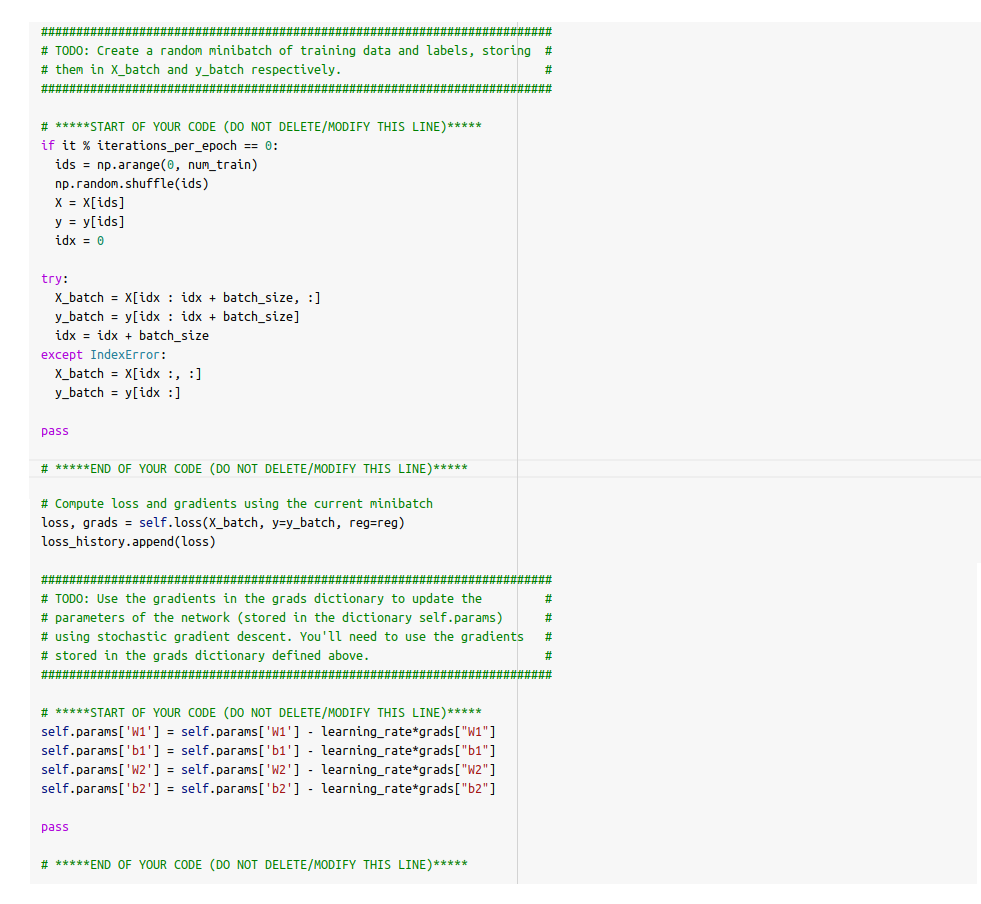 #########################################################################
# TODO: Create a random minibatch of training data and labels, storing  #
# them in X_batch and y_batch respectively.                             #
#########################################################################
# *****START OF YOUR CODE (DO NOT DELETE/MODIFY THIS LINE)*****
if it % iterations_per_epoch == 0:
  ids = np.arange(0, num_train)
  np.random.shuffle(ids)
  X = X[ids]
  y = y[ids]
  idx = 0
try:
  X_batch = X[idx : idx + batch_size, :]
  y_batch = y[idx : idx + batch_size]
  idx = idx + batch_size
except IndexError:
  X_batch = X[idx :, :]
  y_batch = y[idx :]
pass
# *****END OF YOUR CODE (DO NOT DELETE/MODIFY THIS LINE)*****
# Compute loss and gradients using the current minibatch
loss, grads = self.loss(X_batch, y=y_batch, reg=reg)
loss_history.append(loss)
#########################################################################
# TODO: Use the gradients in the grads dictionary to update the         #
# parameters of the network (stored in the dictionary self.params)      #
# using stochastic gradient descent. You'll need to use the gradients   #
# stored in the grads dictionary defined above.                         #
#########################################################################
# *****START OF YOUR CODE (DO NOT DELETE/MODIFY THIS LINE)*****
self.params['W1'] = self.params['W1'] - learning_rate*grads["W1"]
self.params['b1'] = self.params['b1'] - learning_rate*grads["b1"]
self.params['W2'] = self.params['W2'] - learning_rate*grads["W2"]
self.params['b2'] = self.params['b2'] - learning_rate*grads["b2"]
pass
# *****END OF YOUR CODE (DO NOT DELETE/MODIFY THIS LINE)*****